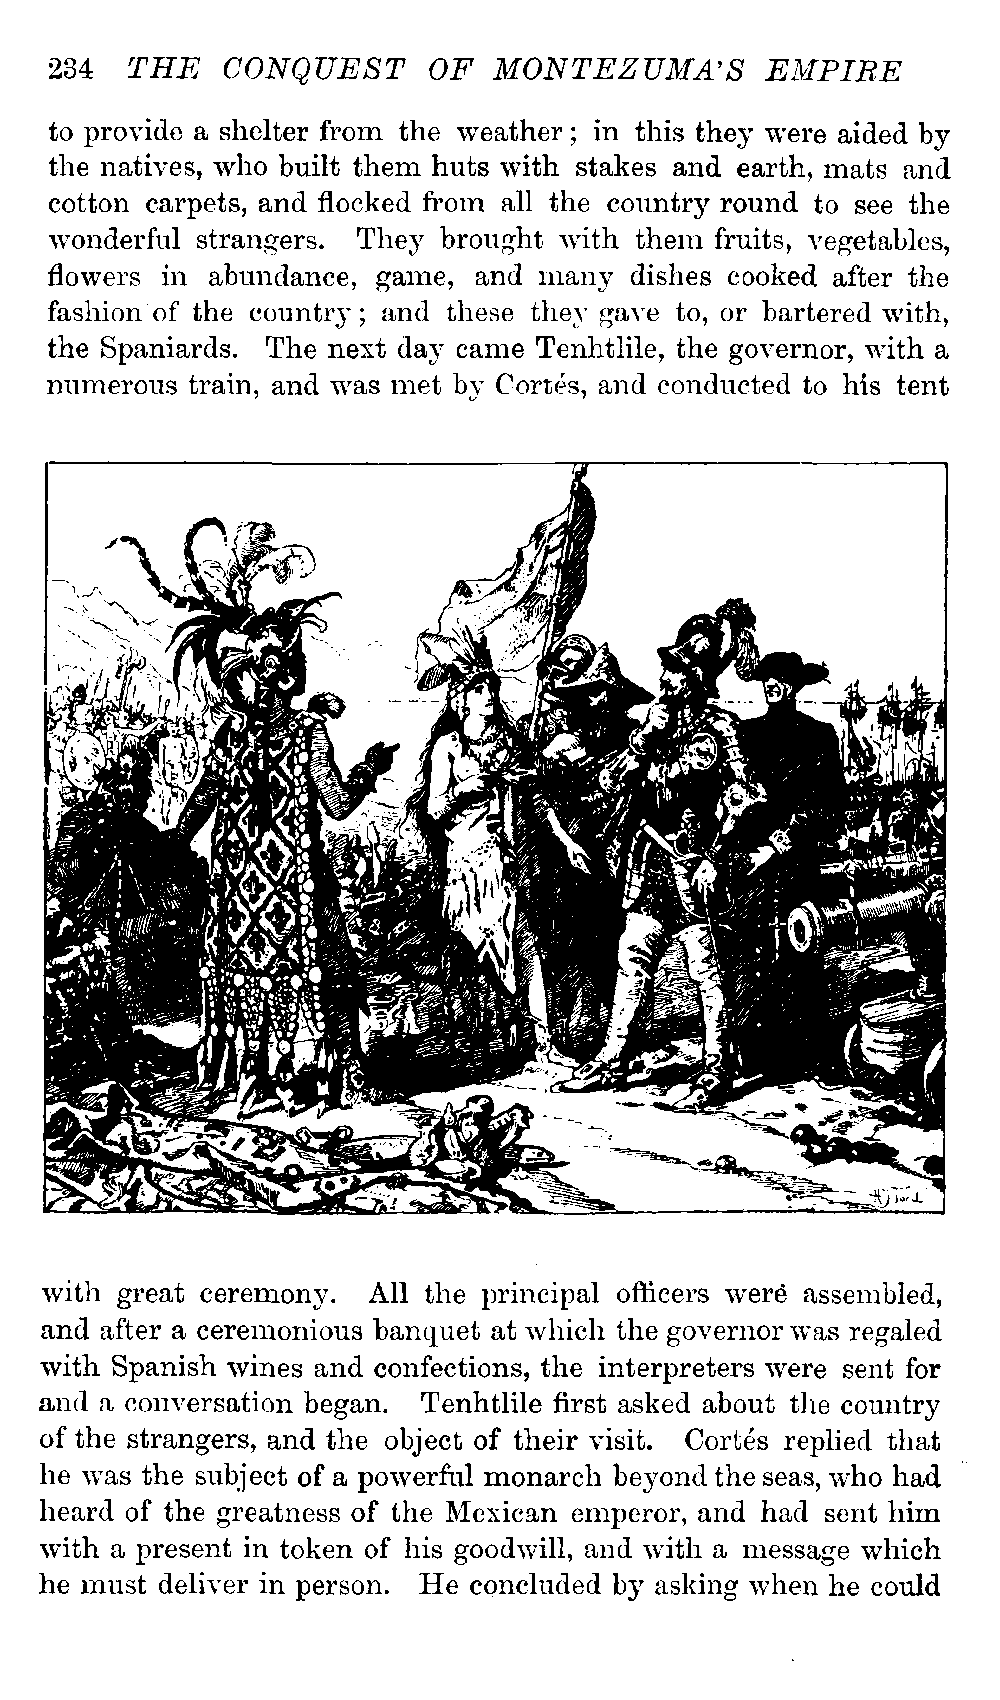 234 THE CONQUEST OF MONTEZUMA'S EMPIRE
to provide a shelter from the weather; in this they were aided by
the natives, who built them huts with stakes and earth, mats and
cotton carpets, and flocked from all the country round to see the
wonderful strangers. They brought with them fruits, vegetables,
flowers in abundance, game, and many dishes cooked after the
fashion of the country; and these they gave to, or bartered with,
the Spaniards. The next day came Tenhtlile, the governor, with a
numerous train, and was met by Cortés, and conducted to his tent
H J Ford
with great ceremony. All the principal officers were assembled,
and after a ceremonious banquet at which the governor was regaled
with Spanish wines and confections, the interpreters were sent for
and a conversation began. Tenhtlile first asked about the country
of the strangers, and the object of their visit. Cortés replied that
he was the subject of a powerful monarch beyond the seas, who had
heard of the greatness of the Mexican emperor, and had sent him
with a present in token of his goodwill, and with a message which
he must deliver in person. He concluded by asking when he could